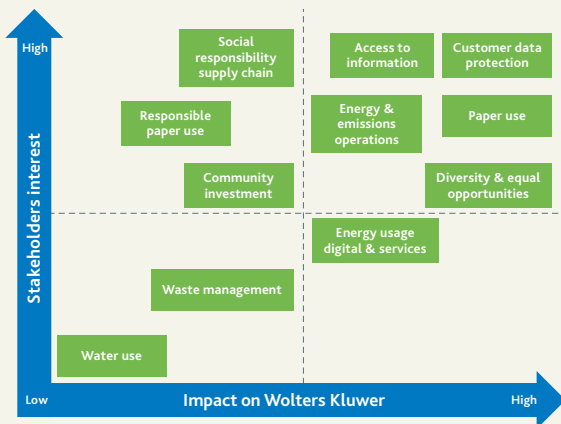 High
Social
responsibility
supply chain
Access to
information
Customer data
protection
Responsible
paper use
Energy &
emissions
operations
Paper use
Community
investment
Diversity & equal
opportunities
Stakeholders interest
Energy usage
digital & services
Waste management
Water use
Low
Impact on Wolters Kluwer
High